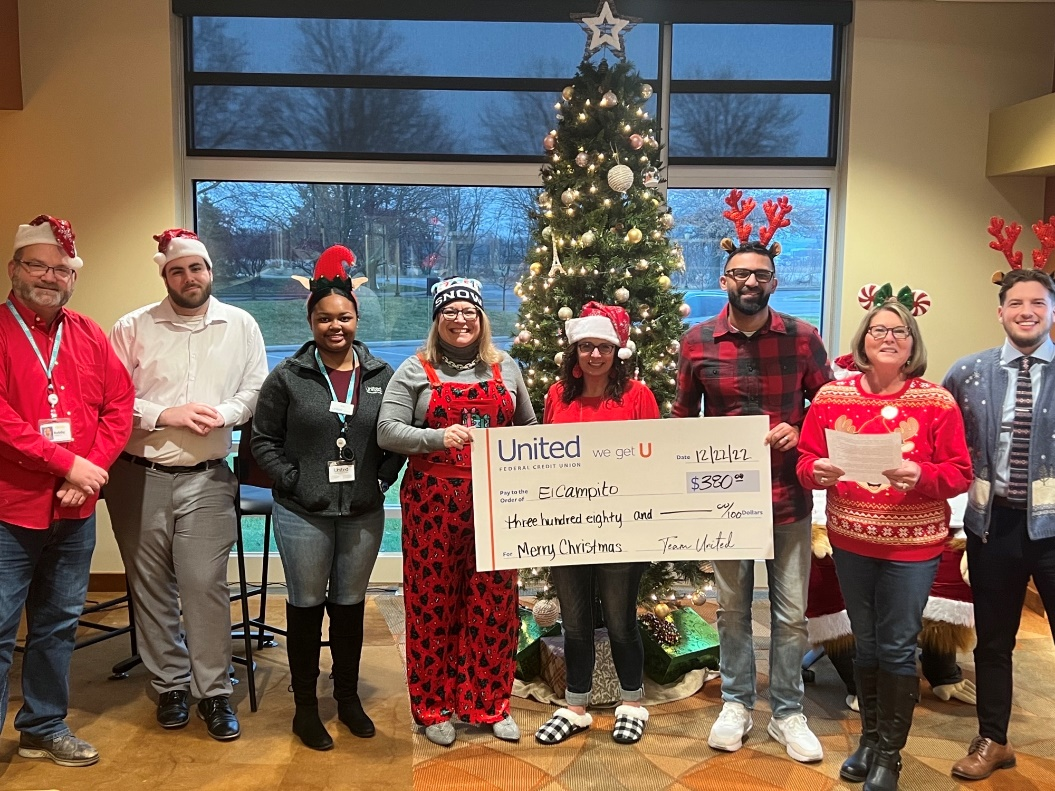 SNOW
United
United
FEDERAL CREDIT UNION
we get U
Date 12/22/22
Pay to the
Order of ElCampito
$380 00
three hundred eighty and 00/100 Dollars
For Merry Christmas
Team United